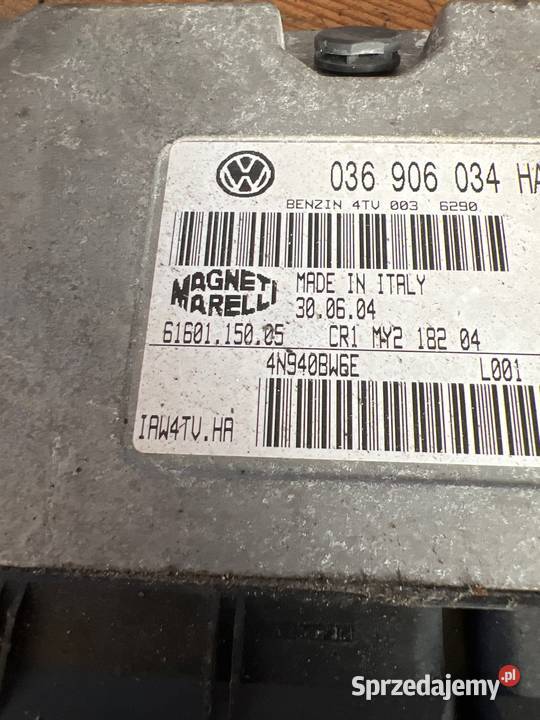 036 906 034 HA
BENZIN 4TV 003 6290
MAGNETI
MARELLI
MADE IN ITALY
30.06.04
61601.150.05 CR1 MY2 182 04
4N940BW6E L001
IAW4TV.HA
Sprzedajemy.pl